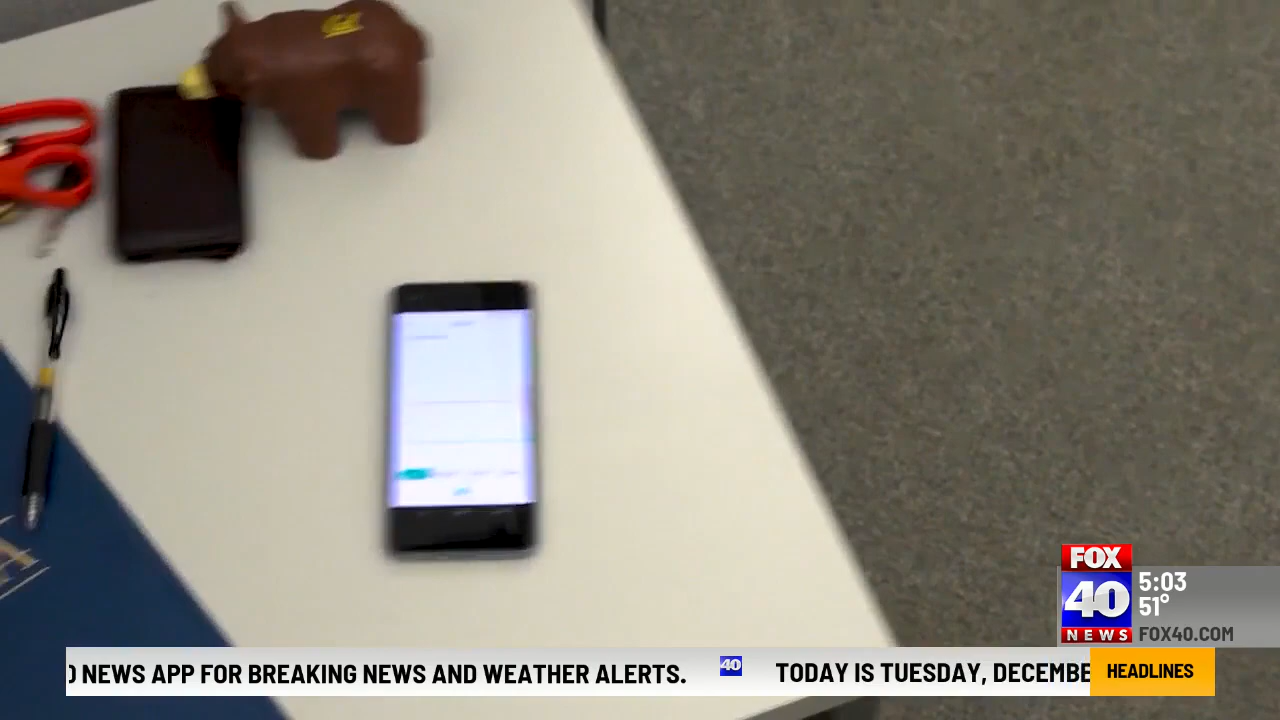 Cal
FOX
40
NEWS
5:03
51°
FOX40.COM
NEWS APP FOR BREAKING NEWS AND WEATHER ALERTS.
40
TODAY IS TUESDAY,
HEADLINES